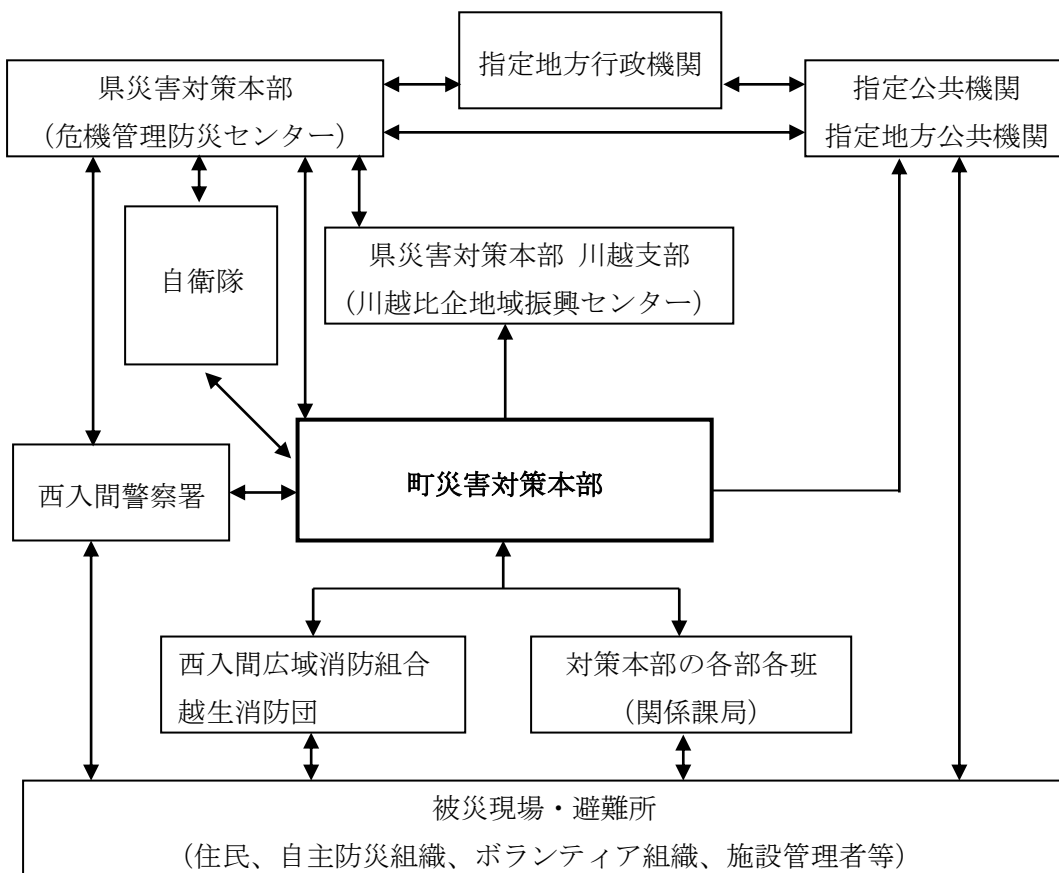 指定地方行政機関
県災害対策本部
（危機管理防災センター）
指定公共機関
指定地方公共機関
自衛隊
県災害対策本部 川越支部
（川越比企地域振興センター）
町災害対策本部
西入間警察署
西入間広域消防組合
越生消防団
対策本部の各部各班
（関係課局）
被災現場・避難所
（住民、自主防災組織、ボランティア組織、施設管理者等）